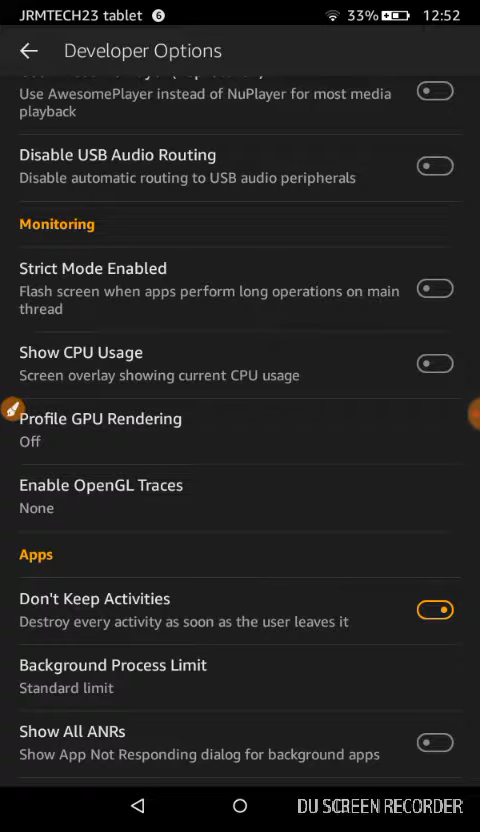 JRMTECH23 tablet 6 33% 12:52
Developer Options
Use AwesomePlayer instead of NuPlayer for most media
playback
Disable USB Audio Routing
Disable automatic routing to USB audio peripherals
Monitoring
Strict Mode Enabled
Flash screen when apps perform long operations on main
thread
Show CPU Usage
Screen overlay showing current CPU usage
Profile GPU Rendering
Off
Enable OpenGL Traces
None
Apps
Don't Keep Activities
Destroy every activity as soon as the user leaves it
Background Process Limit
Standard limit
Show All ANRs
Show App Not Responding dialog for background apps
DU SCREEN RECORDER